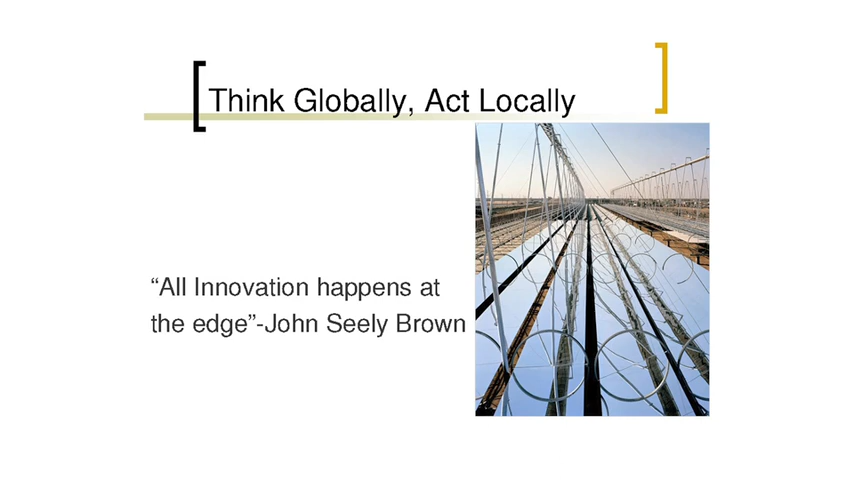 Think Globally, Act Locally
“All Innovation happens at
the edge”-John Seely Brown